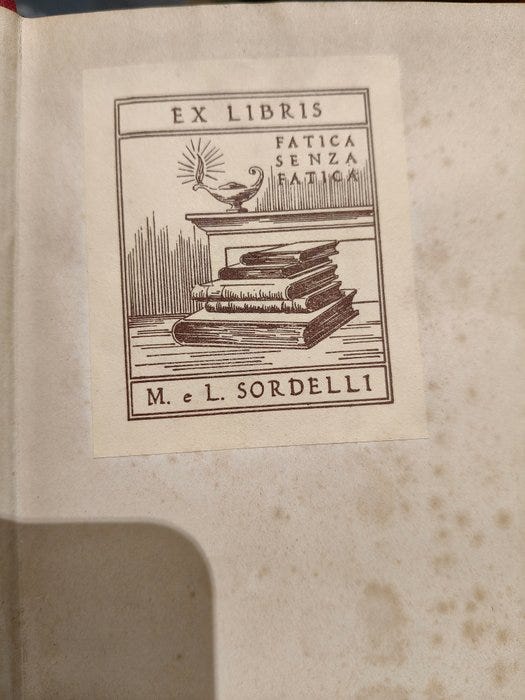 EX LIBRIS
FATICA
SENZA
FATICA
M. e L. SORDELLI